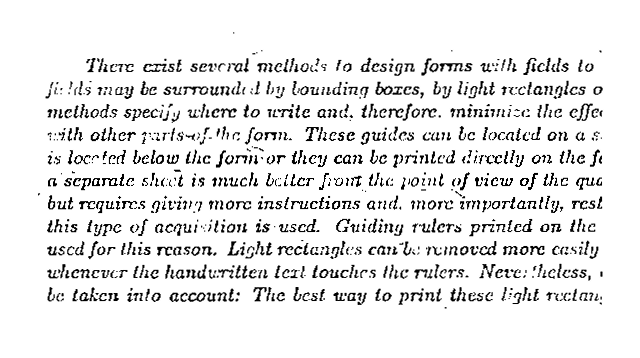 There exist several methods to design forms with fields to
fields may be surrounded by bounding boxes, by light rectangles o
methods specify where to write and, therefore, minimize the effe
with other parts of the form. These guides can be located on a s
is located below the form or they can be printed directly on the f
a separate sheet is much better from the point of view of the qua
but requires giving more instructions and, more importantly, rest
this type of acquisition is used. Guiding rulers printed on the
used for this reason. Light rectangles can be removed more easily
whenever the handwritten text touches the rulers. Nevertheless,
be taken into account: The best way to print these light rectang